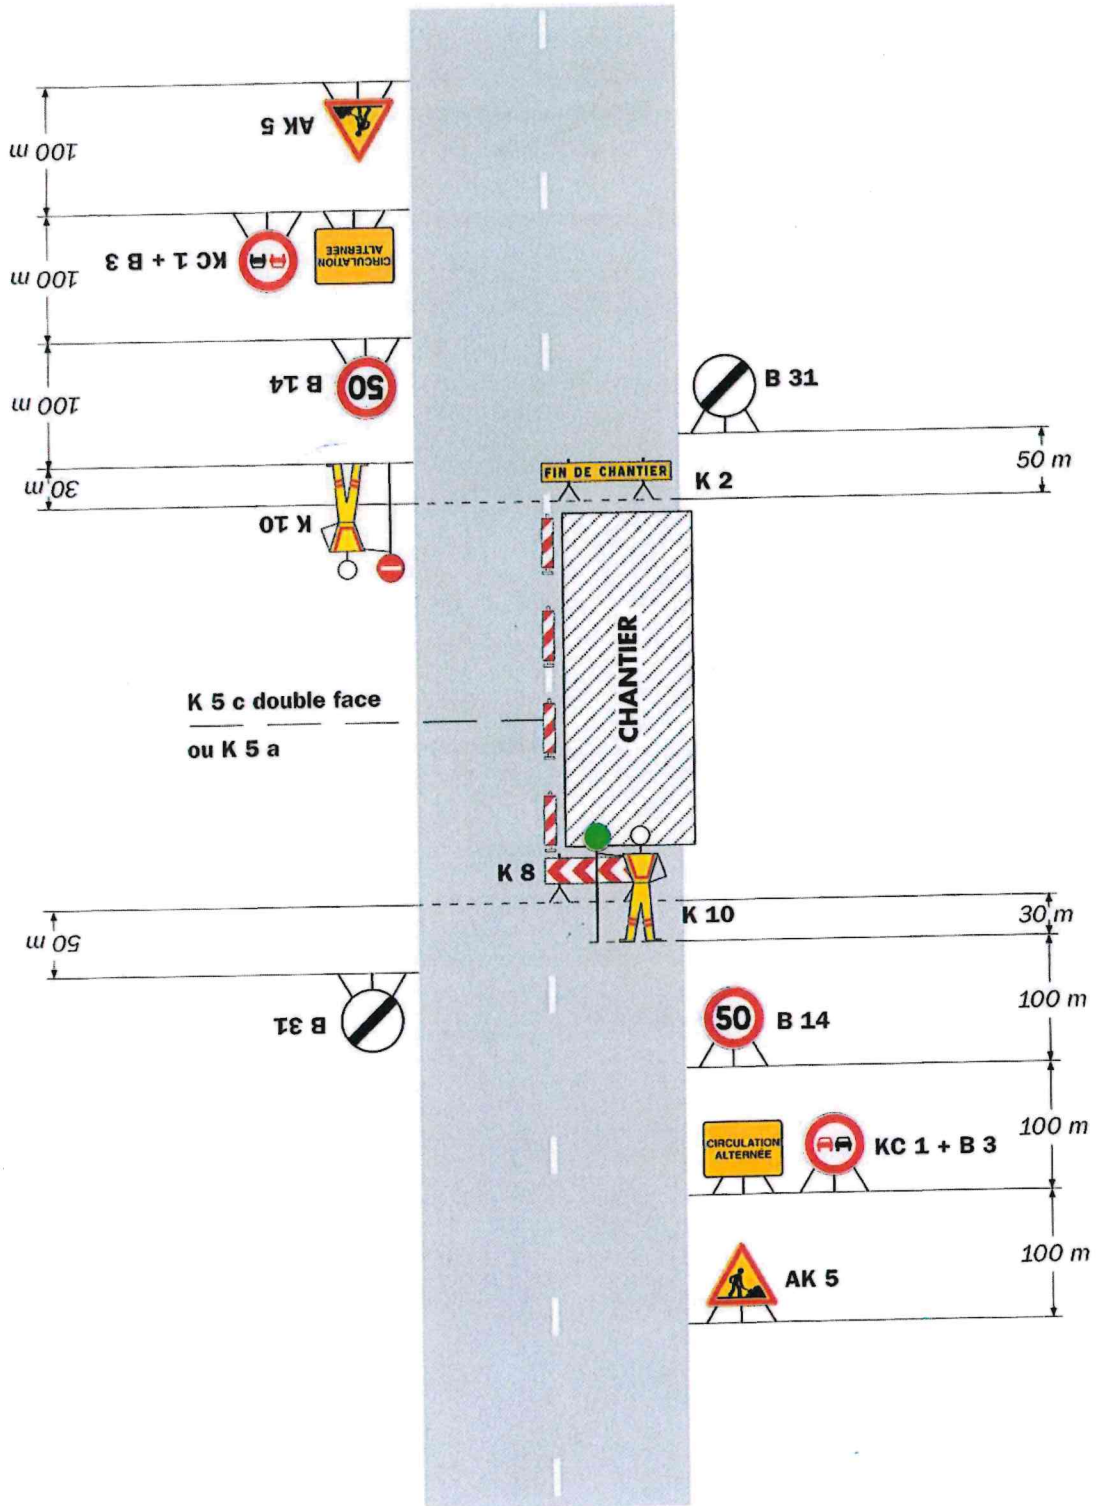 AK 5
100 m
KC 1 + B 3
CIRCULATION
ALTERNÉE
100 m
B 14
50
100 m
B 31
50 m
FIN DE CHANTIER
K 2
30 m
K 10
CHANTIER
K 5 c double face
ou K 5 a
K 8
K 10
30 m
50 m
B 31
50
B 14
100 m
CIRCULATION
ALTERNÉE
KC 1 + B 3
100 m
AK 5
100 m